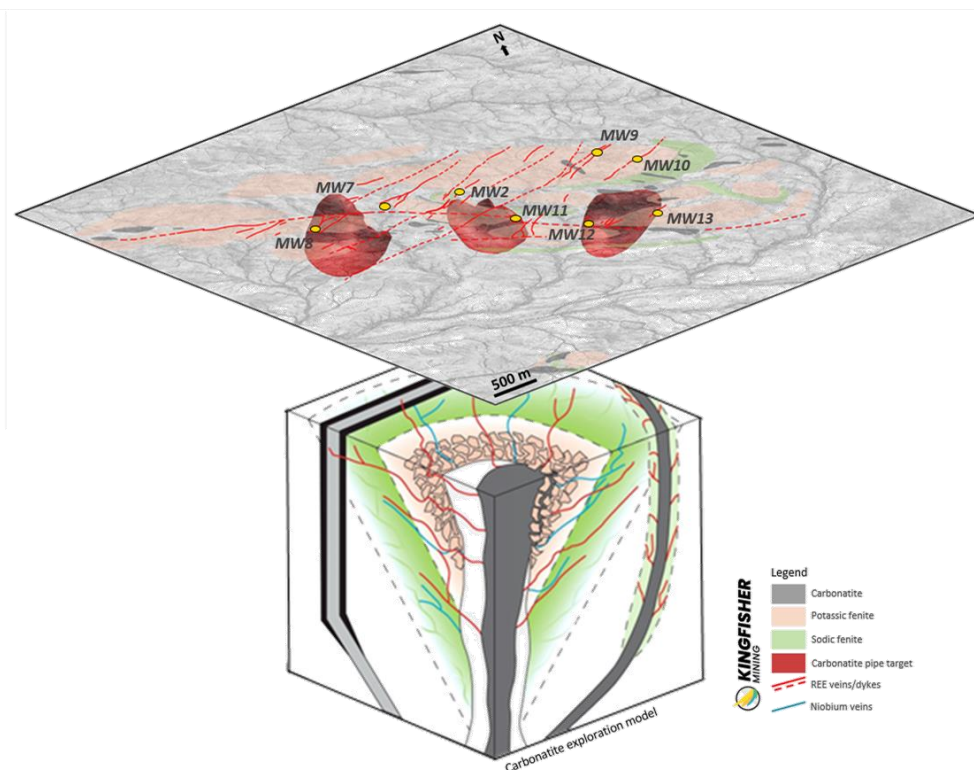 N
MW9
MW10
MW7
MW2
MW11
MW13
MW8
MW12
500 m
Carbonatite exploration model
KINGFISHER
MINING
Legend
Carbonatite
Potassic fenite
Sodic fenite
Carbonatite pipe target
REE veins/dykes
Niobium veins